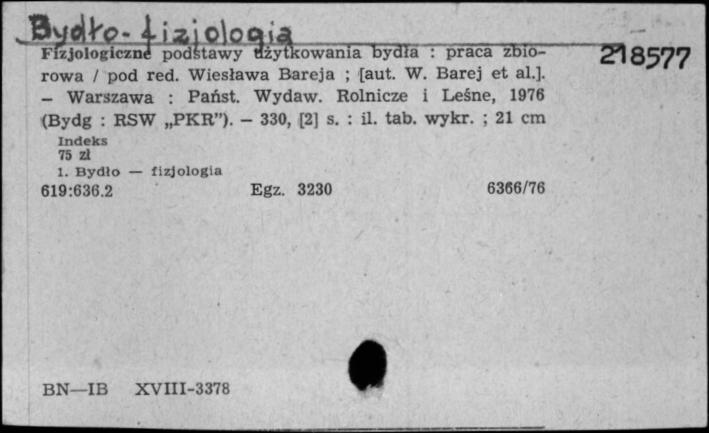 Bydło-fizjologia
Fizjologiczne podstawy użytkowania bydła : praca zbio-
218577
rowa / pod red. Wiesława Bareja ; [aut. W. Barej et al.].
– Warszawa : Państ. Wydaw. Rolnicze i Leśne, 1976
(Bydg : RSW „PKR”). – 330, [2] s. : il. tab. wykr. ; 21 cm
Indeks
75 zł
1. Bydło — fizjologia
619:636.2 Egz. 3230 6366/76
BN—IB XVIII-3378